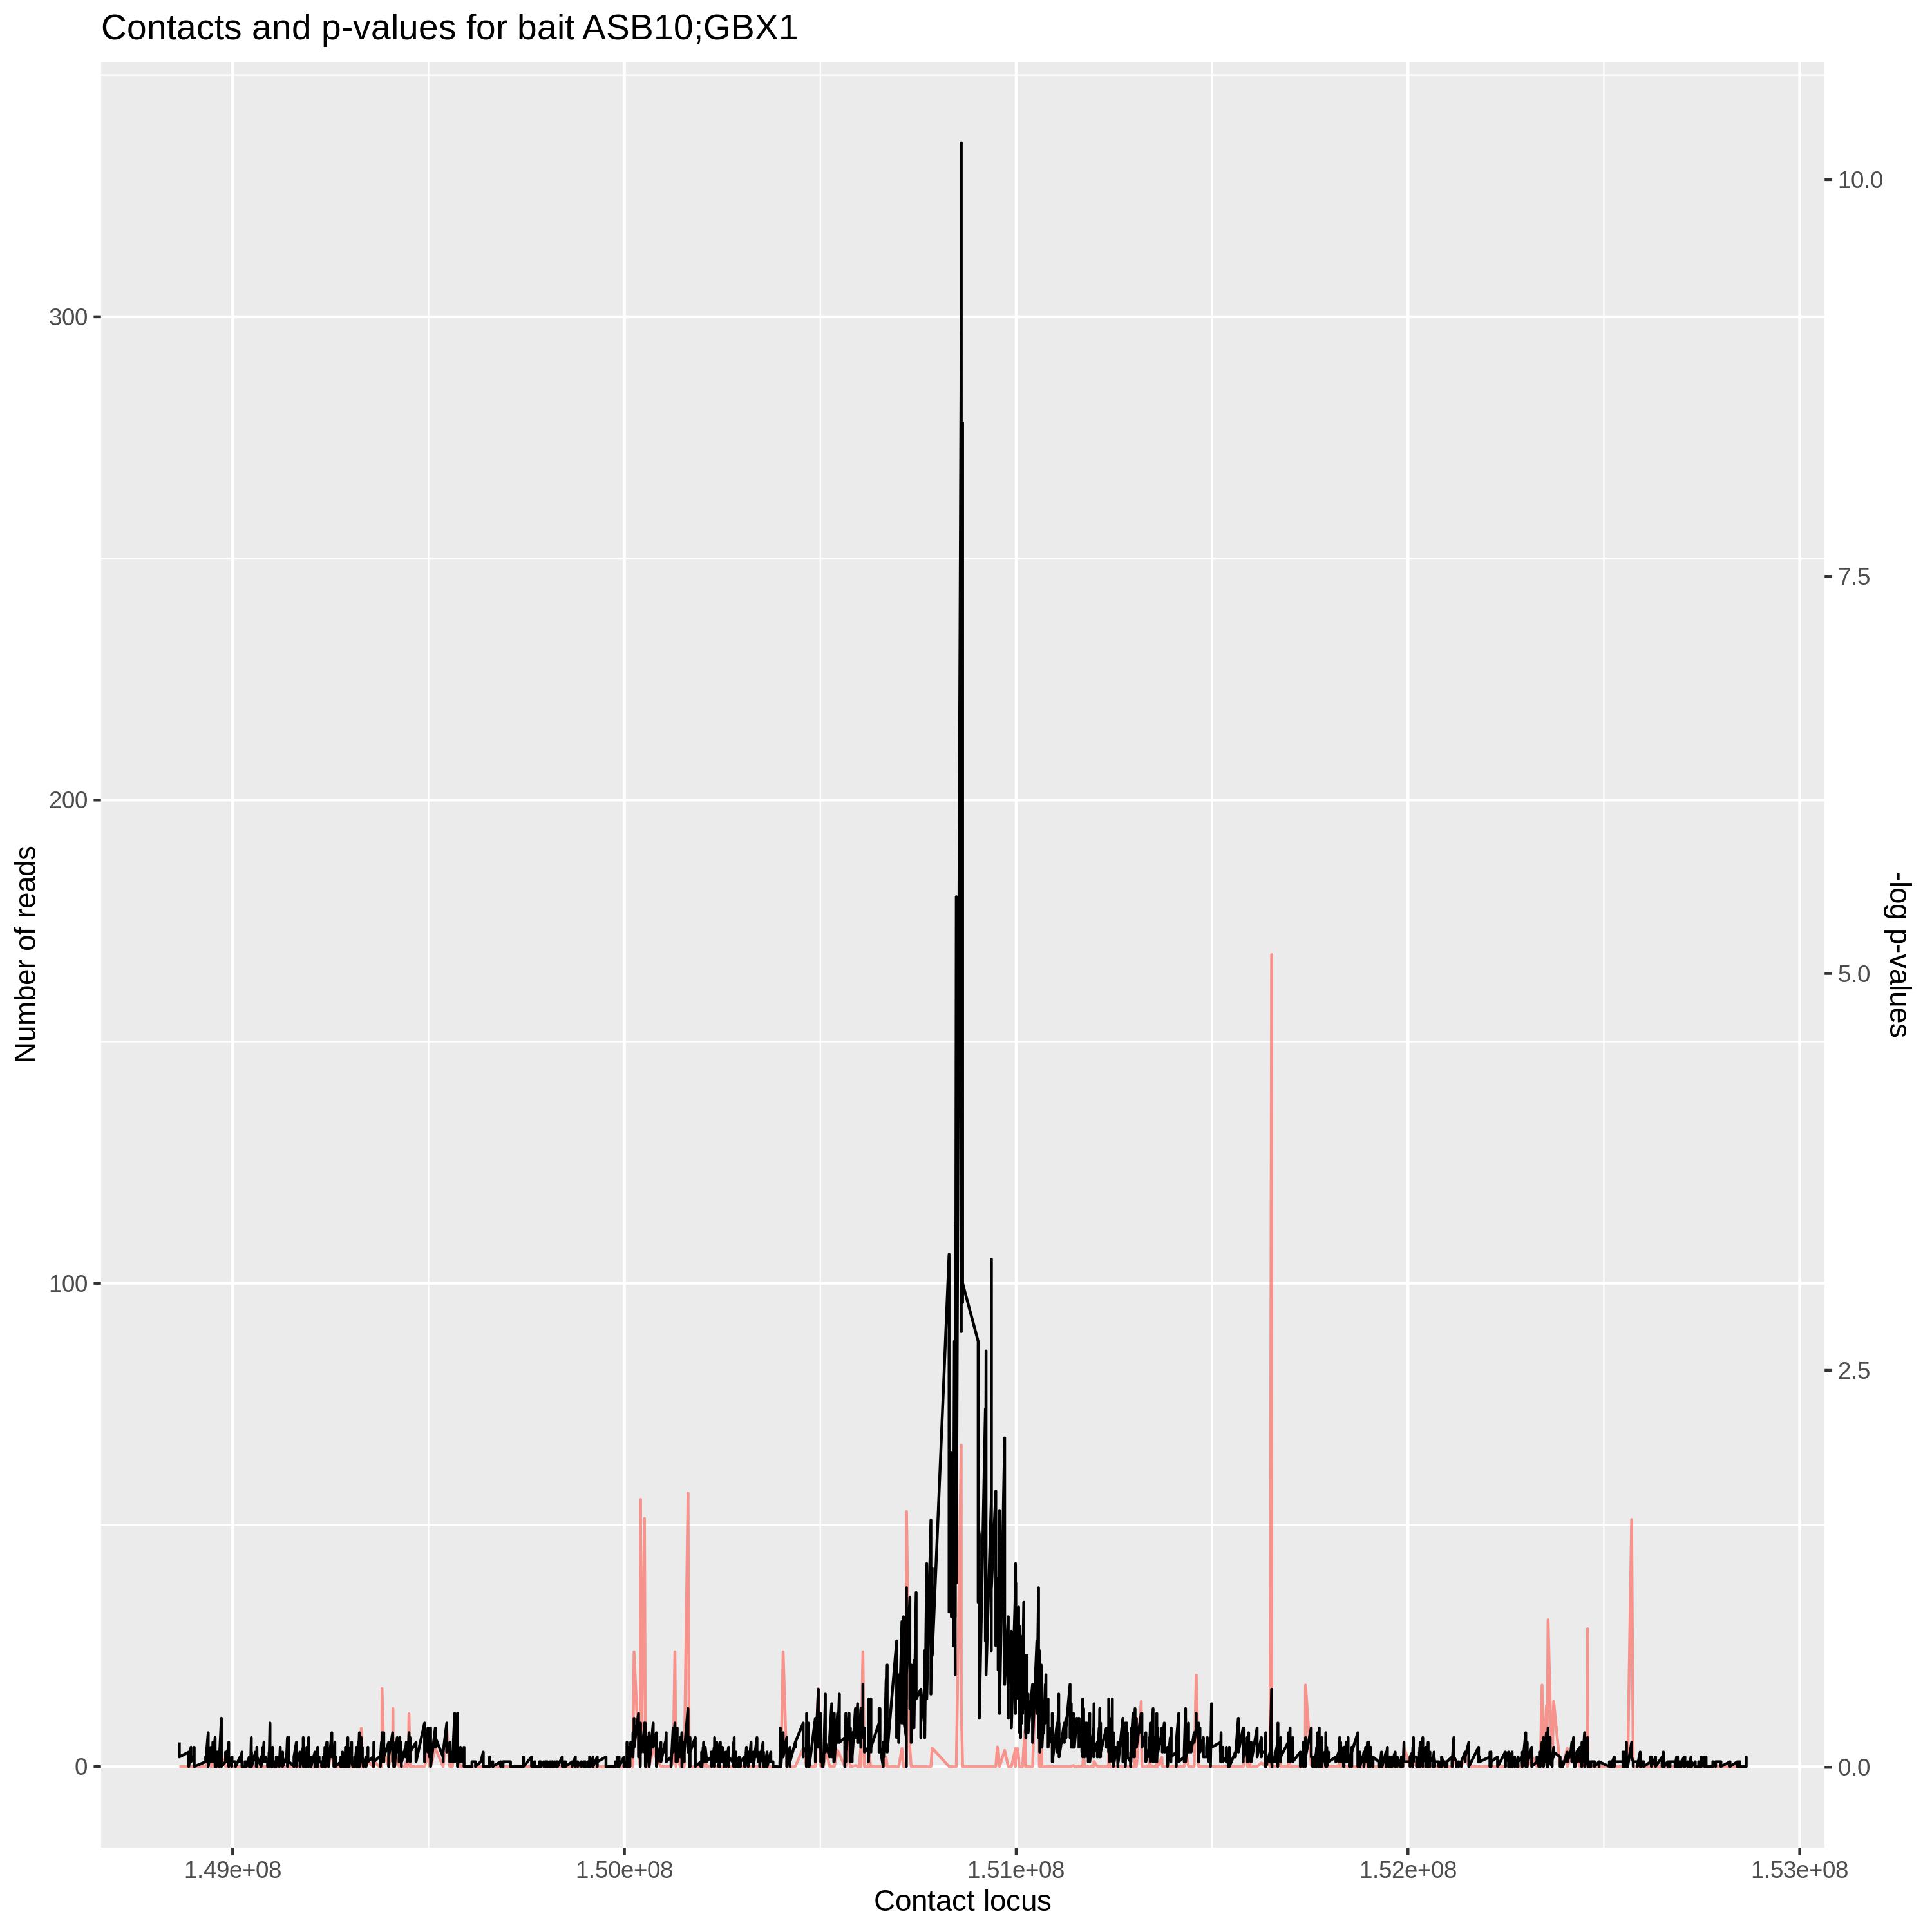 Contacts and p-values for bait ASB10;GBX1
Number of reads
300
200
100
0
10.0
7.5
5.0
2.5
0.0
-log p-values
1.49e+08
1.50e+08
1.51e+08
1.52e+08
1.53e+08
Contact locus